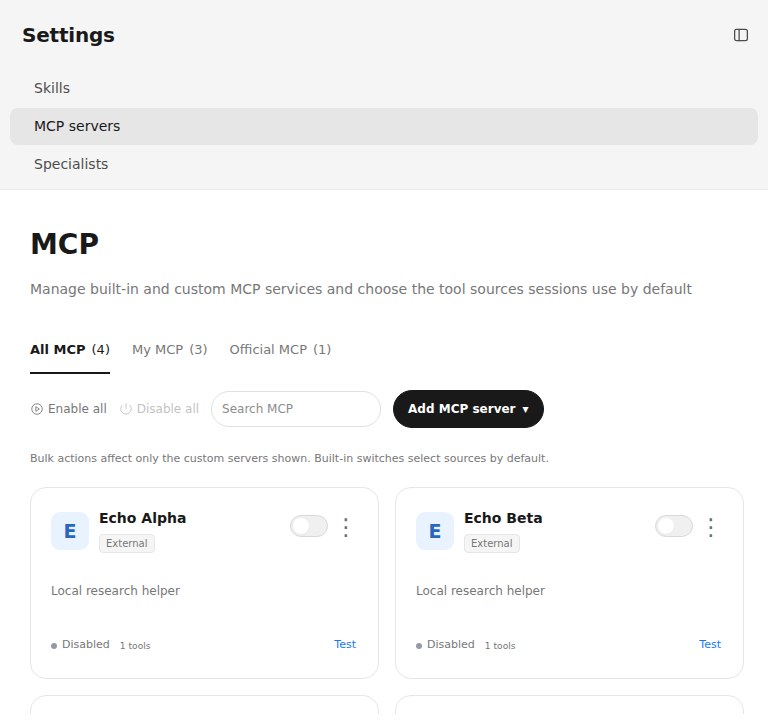 Settings
Skills
MCP servers
Specialists
MCP
Manage built-in and custom MCP services and choose the tool sources sessions use by default
All MCP (4) My MCP (3) Official MCP (1)
Enable all Disable all Search MCP Add MCP server ▾
Bulk actions affect only the custom servers shown. Built-in switches select sources by default.
E Echo Alpha
External
Local research helper
Disabled 1 tools Test
E Echo Beta
External
Local research helper
Disabled 1 tools Test